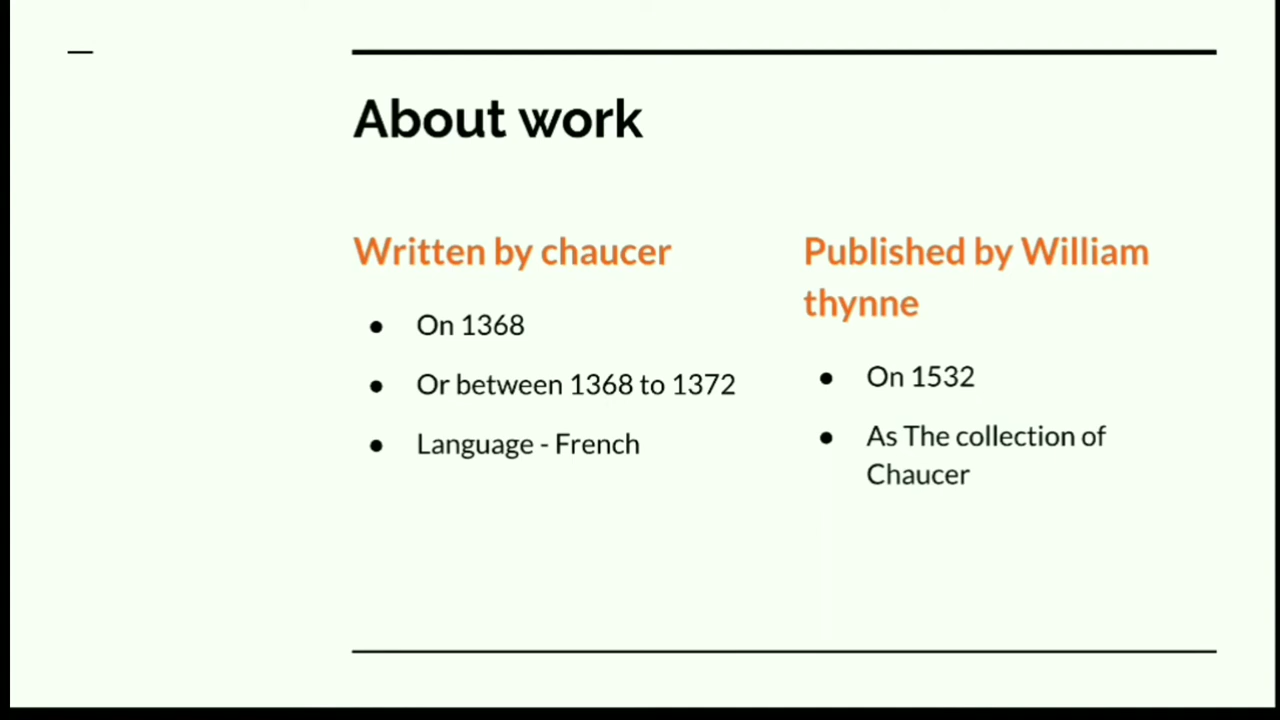 About work
Written by chaucer
● On 1368
● Or between 1368 to 1372
● Language - French
Published by William
thynne
● On 1532
● As The collection of
Chaucer